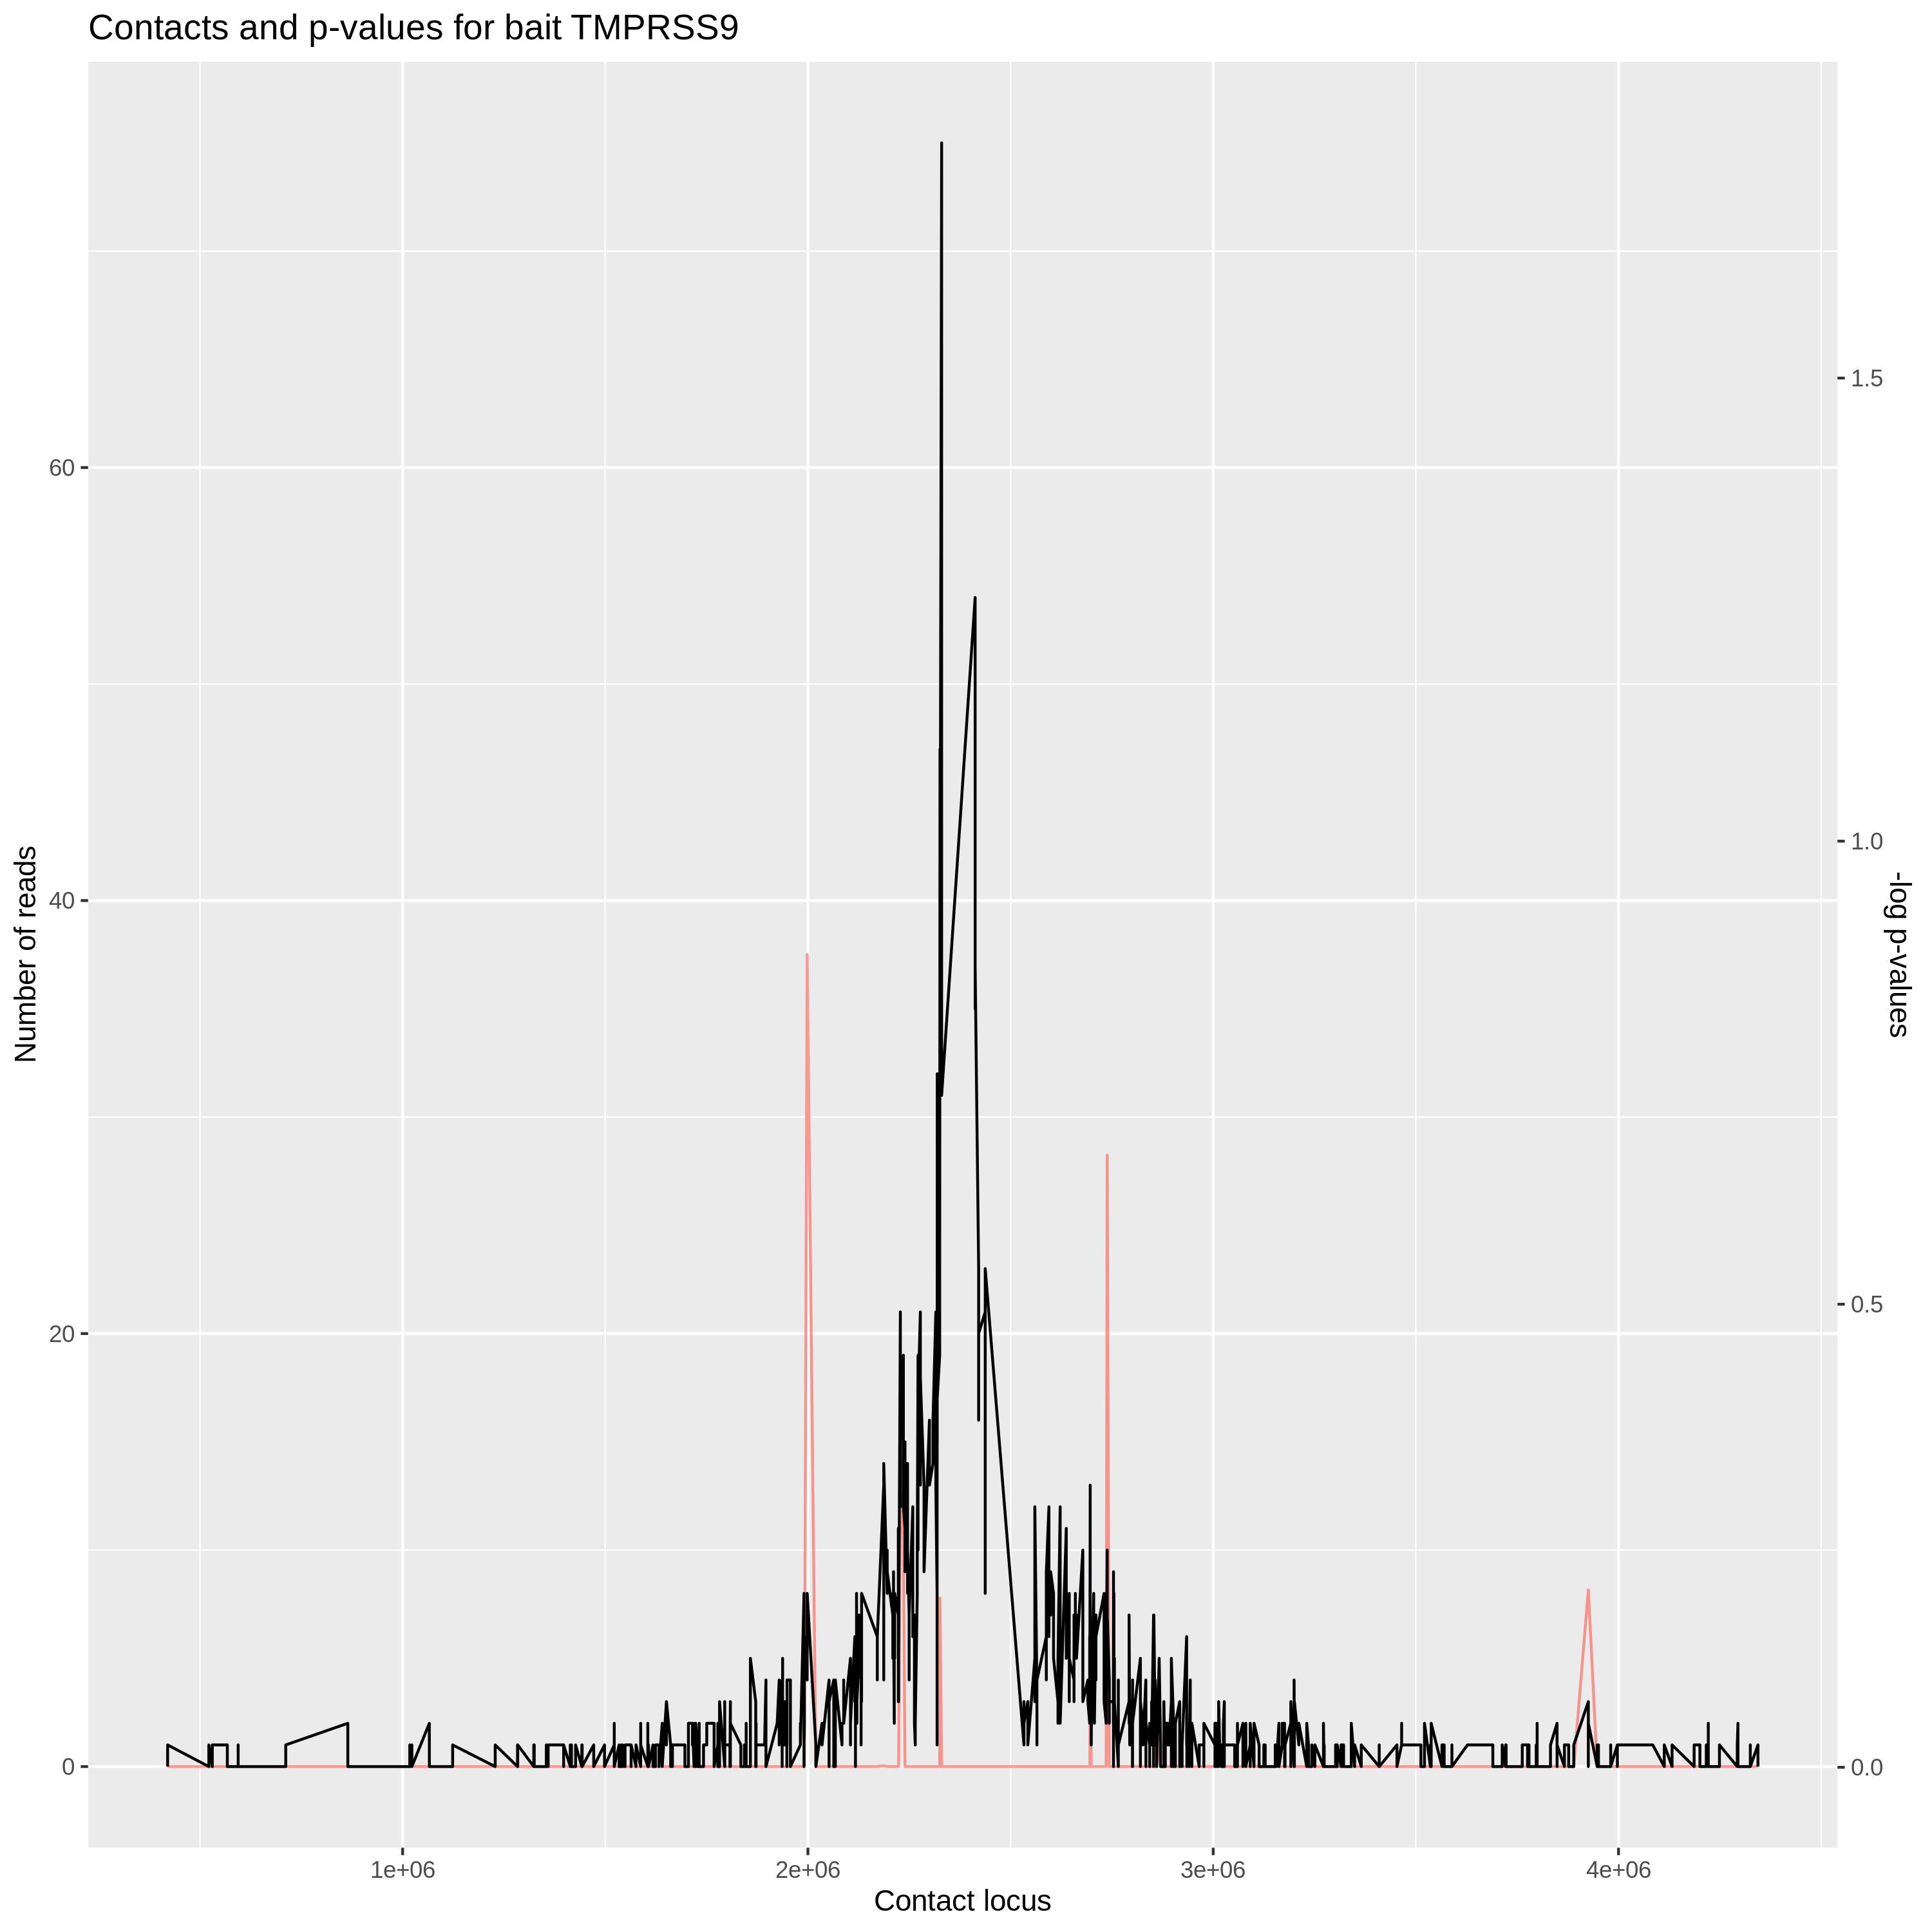 Contacts and p-values for bait TMPRSS9
Number of reads
60
40
20
0
1.5
1.0
0.5
0.0
-log p-values
1e+06 2e+06 3e+06 4e+06
Contact locus